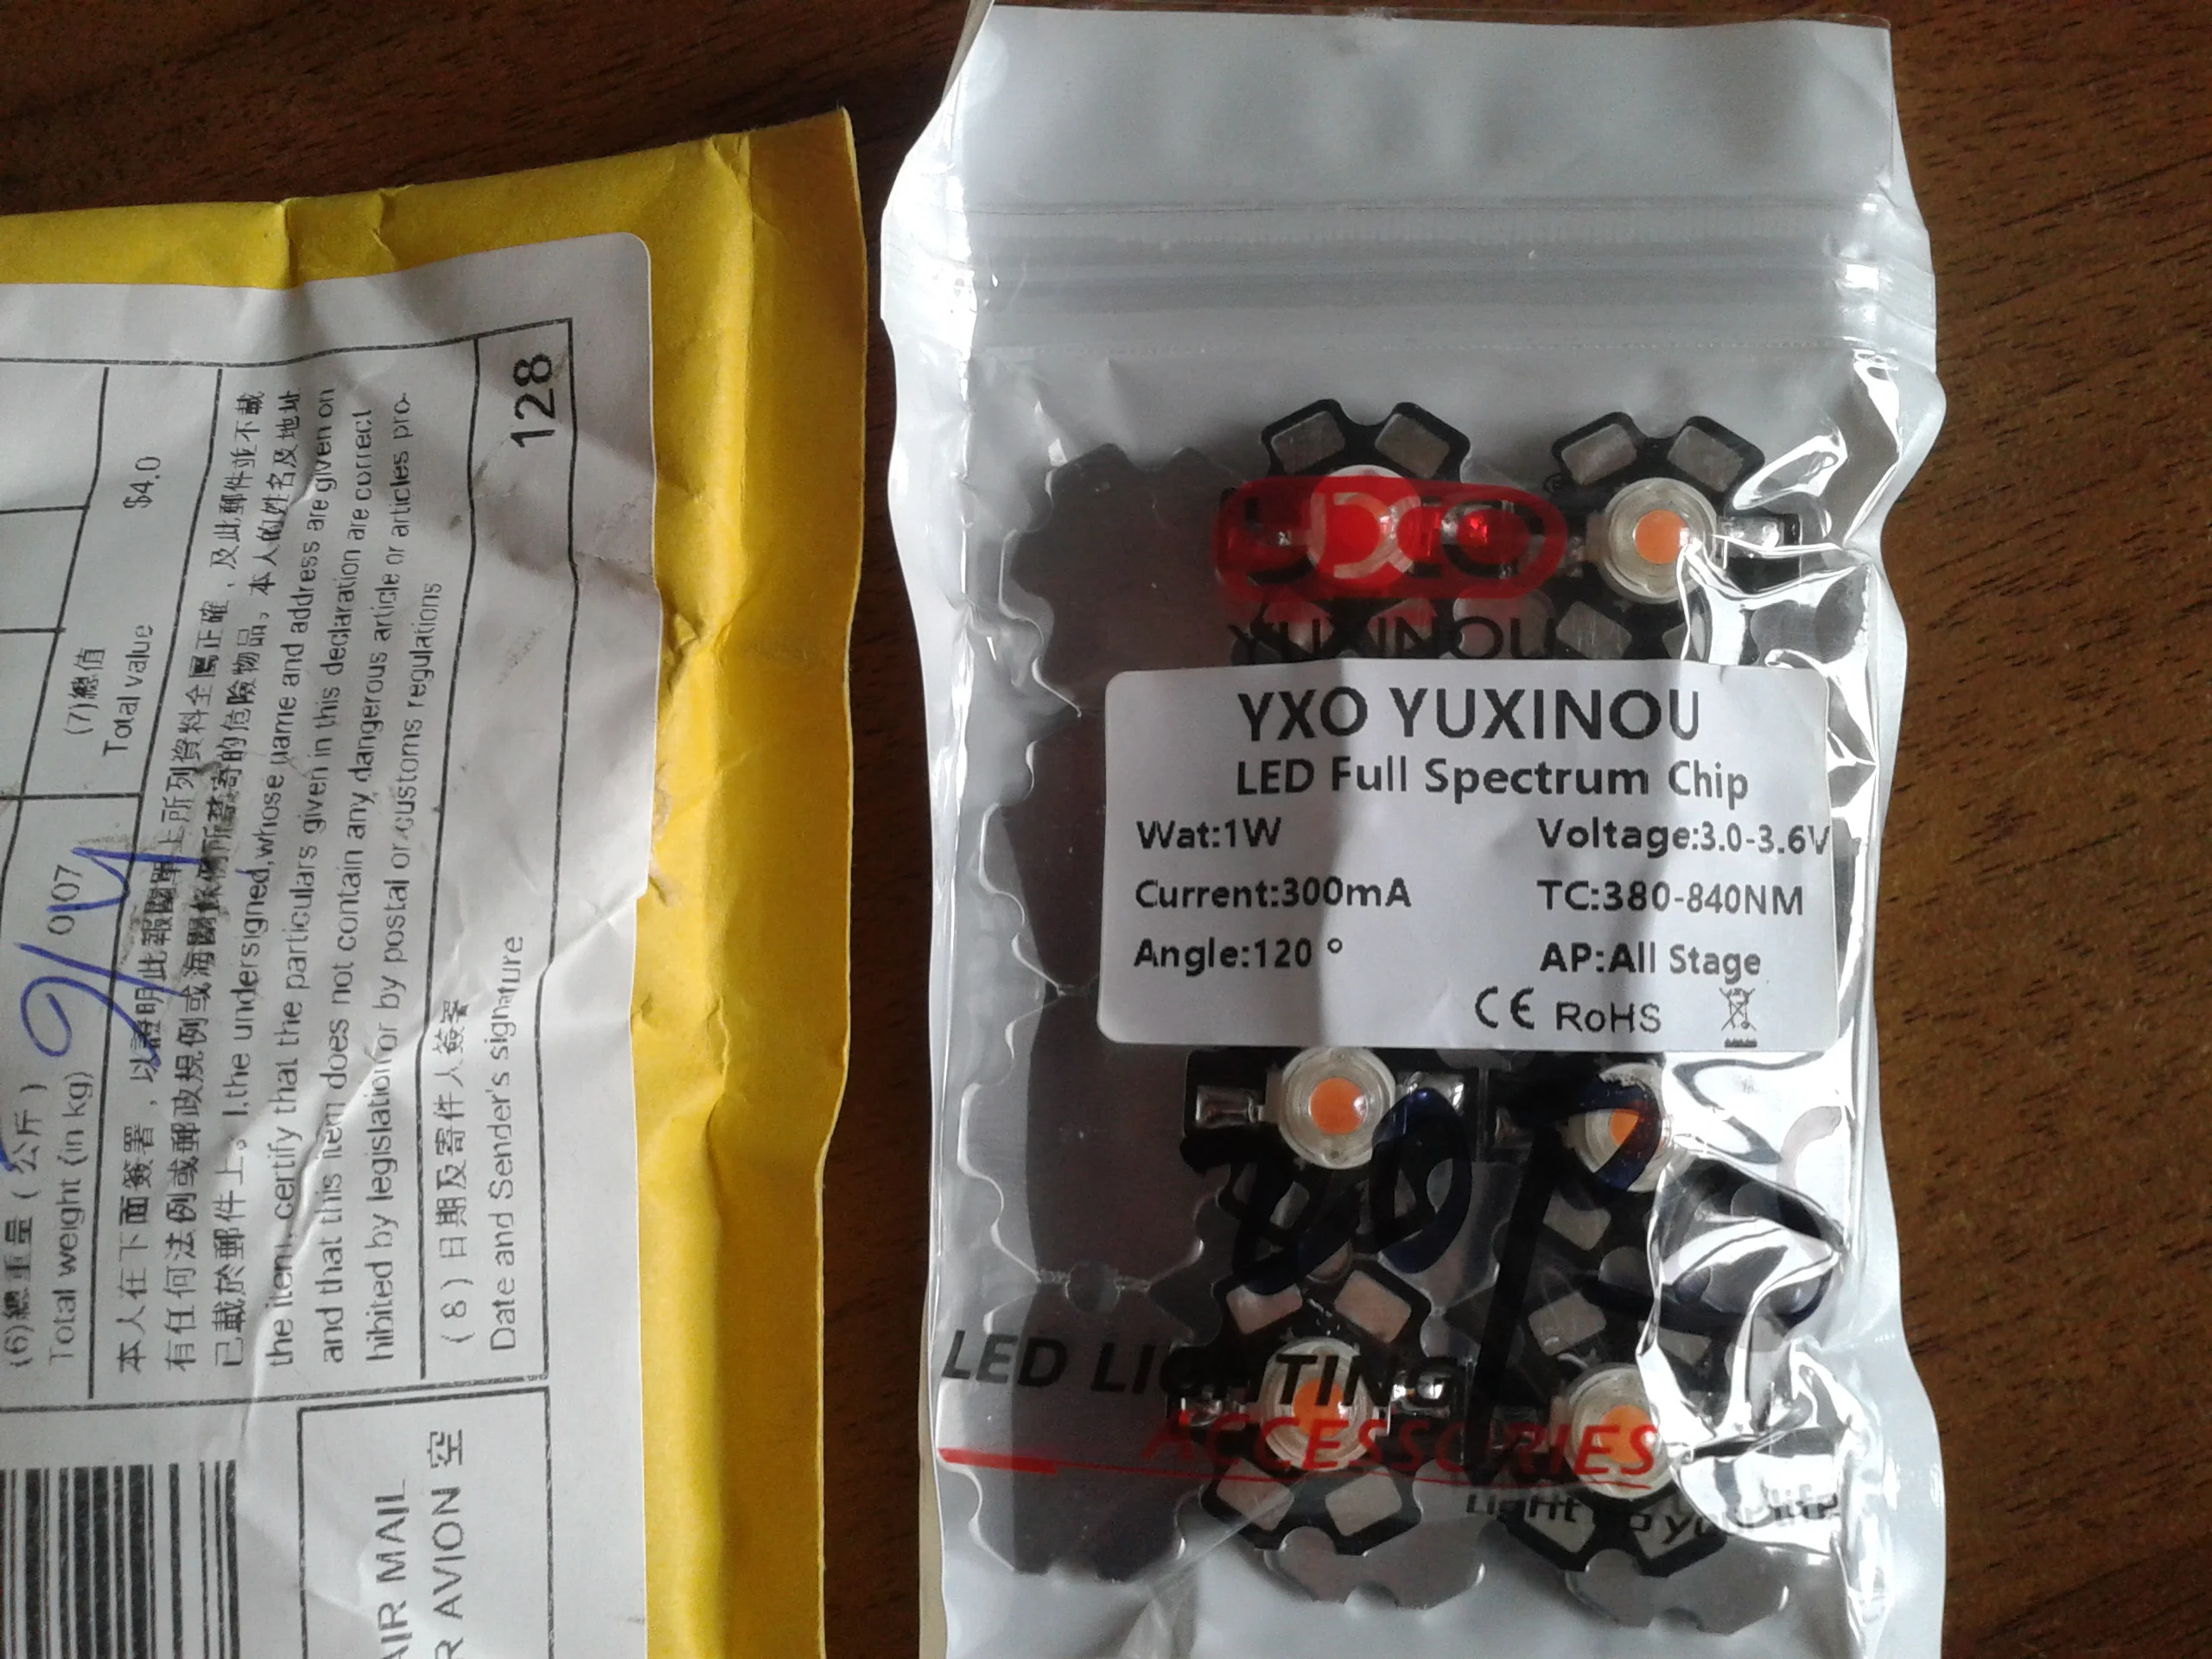 (6)總重量(公斤)
Total weight (in kg)
0.07
(7)總值
Total value
$4.0
本人在下面簽署，以證明此報關單上所列資料全屬正確，及此郵件並不載
有任何法例或郵政規例或海關條例所禁寄的危險物品。本人的姓名及地址
已載於郵件上。I,the undersigned,whose name and address are given on
the item,certify that the particulars given in this declaration are correct
and that this item does not contain any dangerous article or articles pro-
hibited by legislation or by postal or customs regulations
(8)日期及寄件人簽署
Date and Sender's signature
128
AIR MAIL
R AVION 空
YXO
YUXINOU
YXO YUXINOU
LED Full Spectrum Chip
Wat:1W Voltage:3.0-3.6V
Current:300mA TC:380-840NM
Angle:120 ° AP:All Stage
CE RoHS
LED LIGHTING
ACCESSORIES
Light up your life